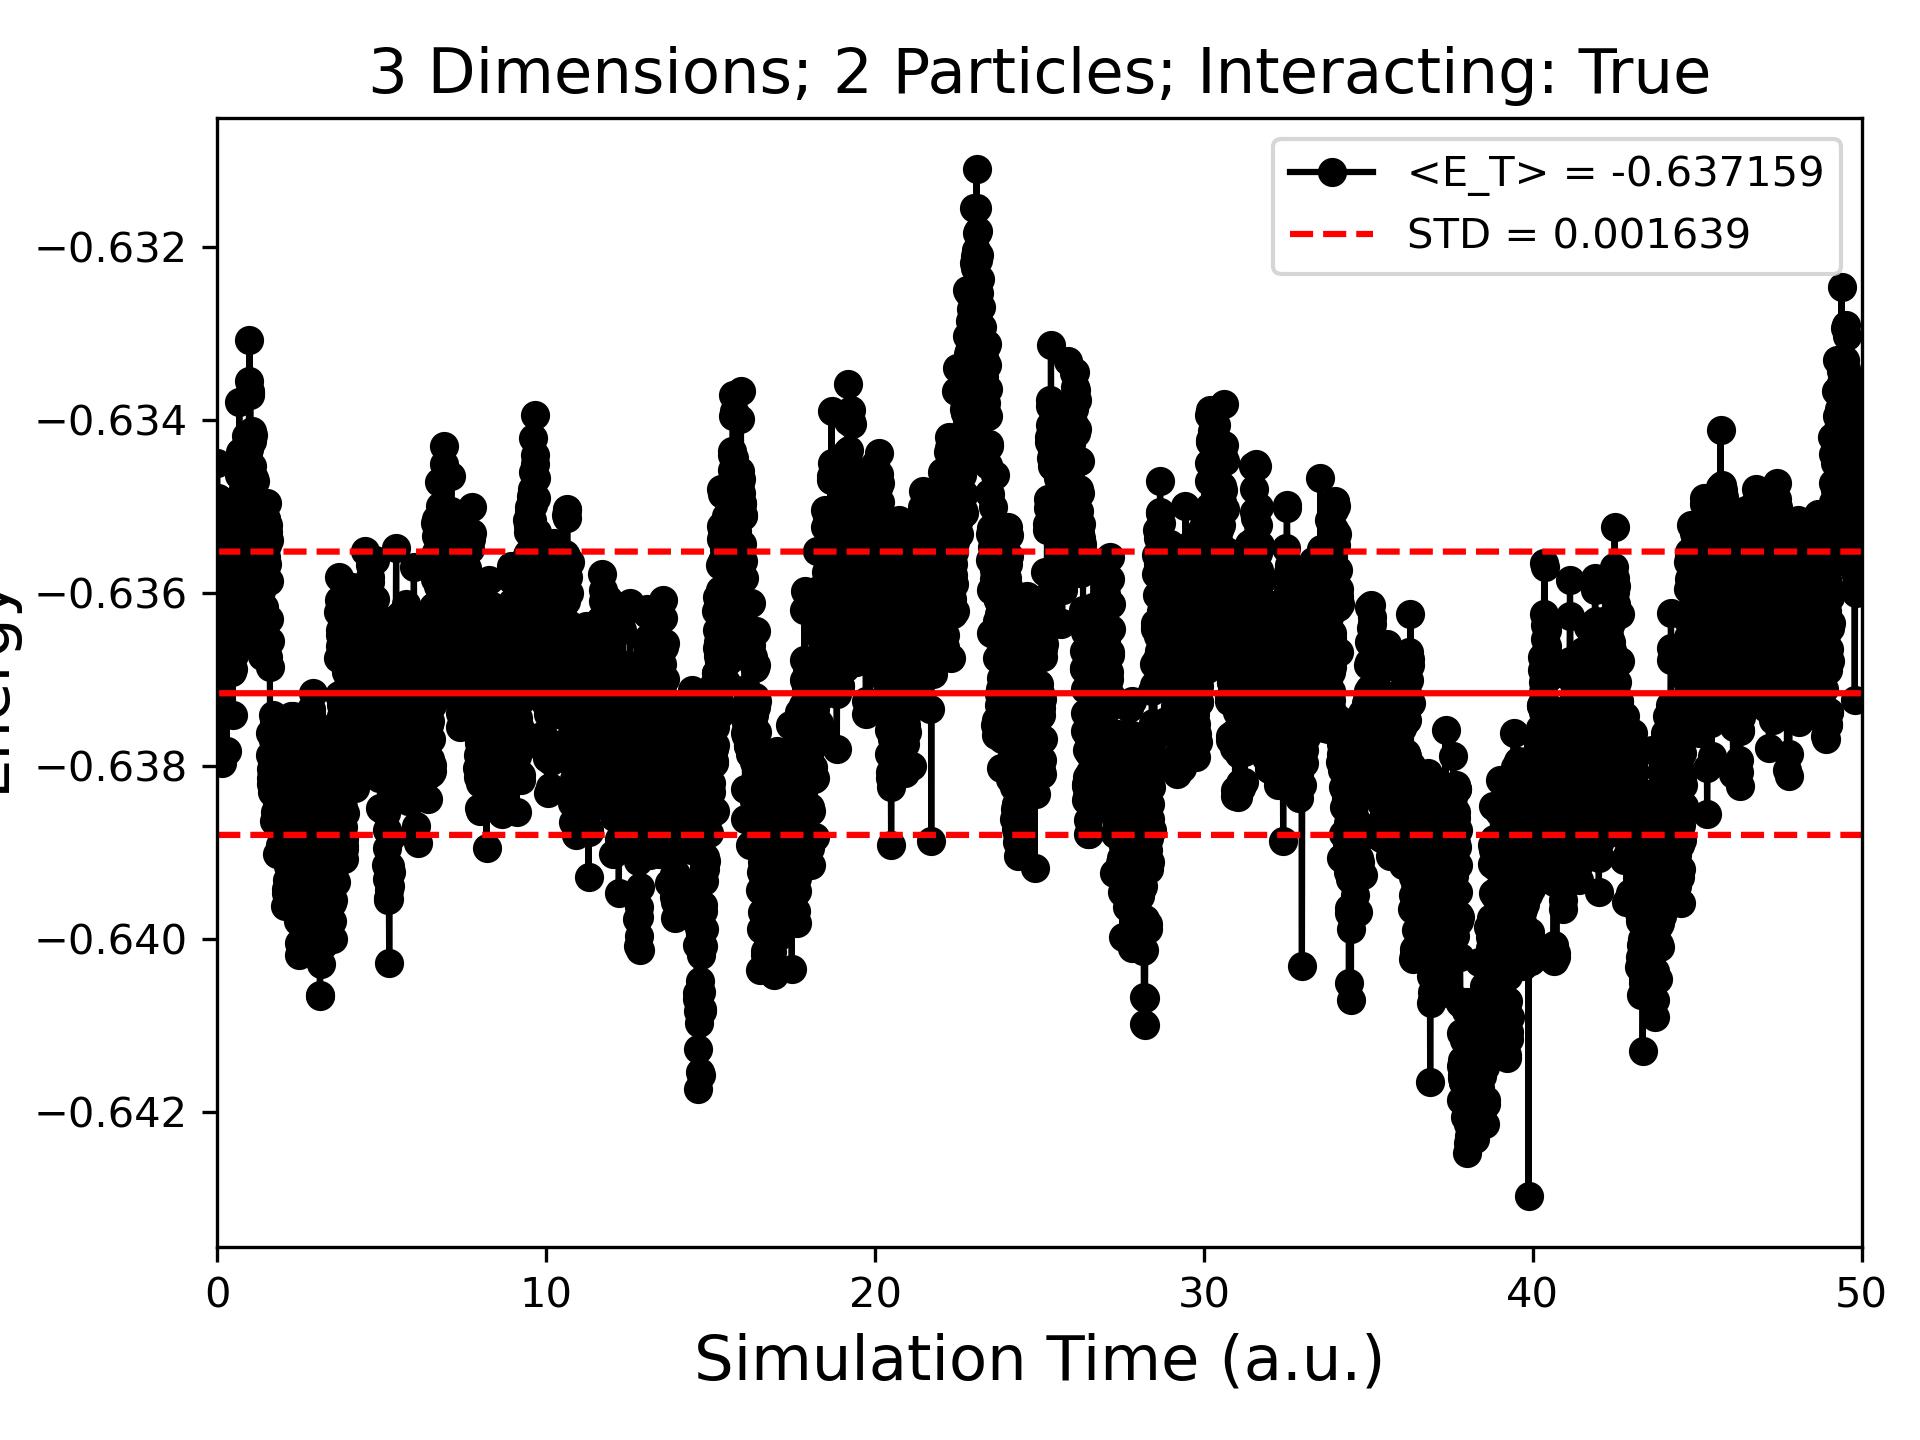 3 Dimensions; 2 Particles; Interacting: True
<E_T> = -0.637159
STD = 0.001639
−0.632
−0.634
−0.636
−0.638
−0.640
−0.642
Energy
0 10 20 30 40 50
Simulation Time (a.u.)